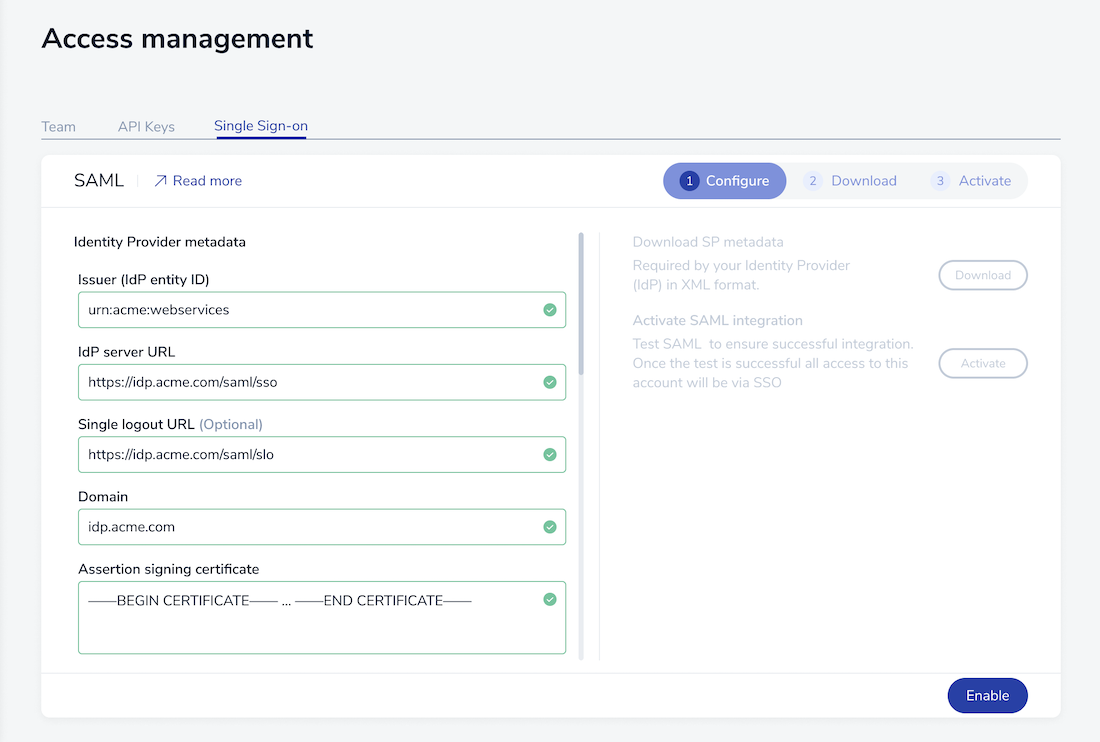 Access management
Team API Keys Single Sign-on
SAML Read more
1 Configure 2 Download 3 Activate
Identity Provider metadata
Issuer (IdP entity ID)
urn:acme:webservices
IdP server URL
https://idp.acme.com/saml/sso
Single logout URL (Optional)
https://idp.acme.com/saml/slo
Domain
idp.acme.com
Assertion signing certificate
——BEGIN CERTIFICATE—— ... ——END CERTIFICATE——
Download SP metadata
Required by your Identity Provider
(IdP) in XML format.
Download
Activate SAML integration
Test SAML to ensure successful integration.
Once the test is successful all access to this
account will be via SSO
Activate
Enable